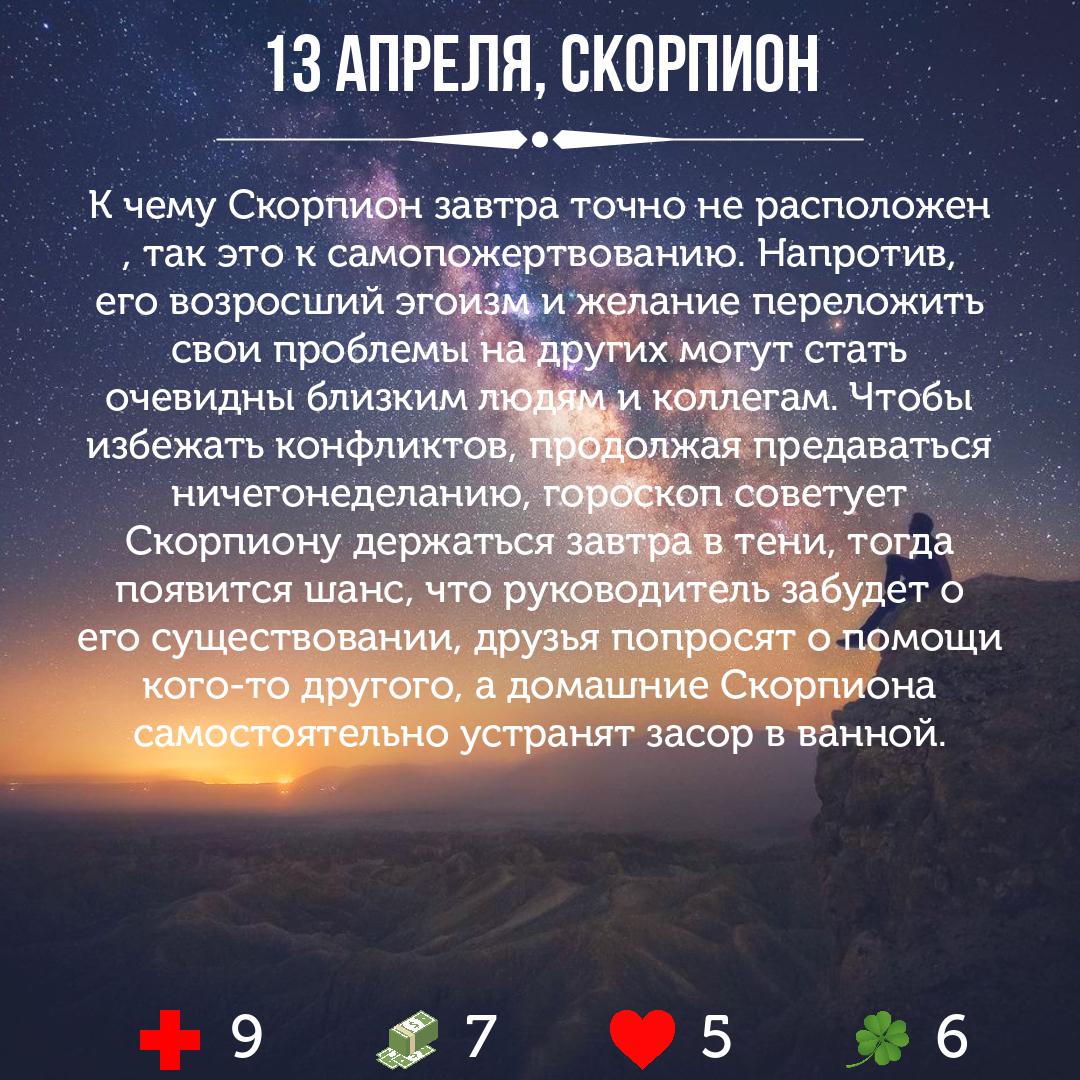 13 АПРЕЛЯ, СКОРПИОН
К чему Скорпион завтра точно не расположен
, так это к самопожертвованию. Напротив,
его возросший эгоизм и желание переложить
свои проблемы на других могут стать
очевидны близким людям и коллегам. Чтобы
избежать конфликтов, продолжая предаваться
ничегонеделанию, гороскоп советует
Скорпиону держаться завтра в тени, тогда
появится шанс, что руководитель забудет о
его существовании, друзья попросят о помощи
кого-то другого, а домашние Скорпиона
самостоятельно устранят засор в ванной.
9 7 5 6